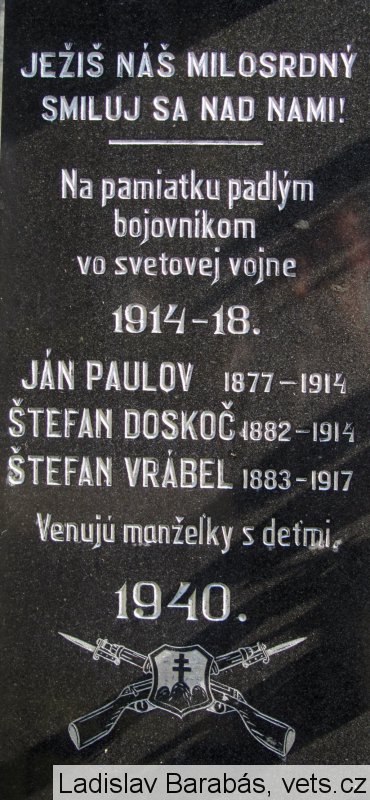 JEŽIŠ NÁŠ MILOSRDNÝ
SMILUJ SA NAD NAMI!
Na pamiatku padlým
bojovníkom
vo svetovej vojne
1914-18.
JÁN PAULOV 1877-1914
ŠTEFAN DOSKOČ 1882-1914
ŠTEFAN VRÁBEL 1883-1917
Venujú manžeľky s deťmi.
1940.
Ladislav Barabás, vets.cz